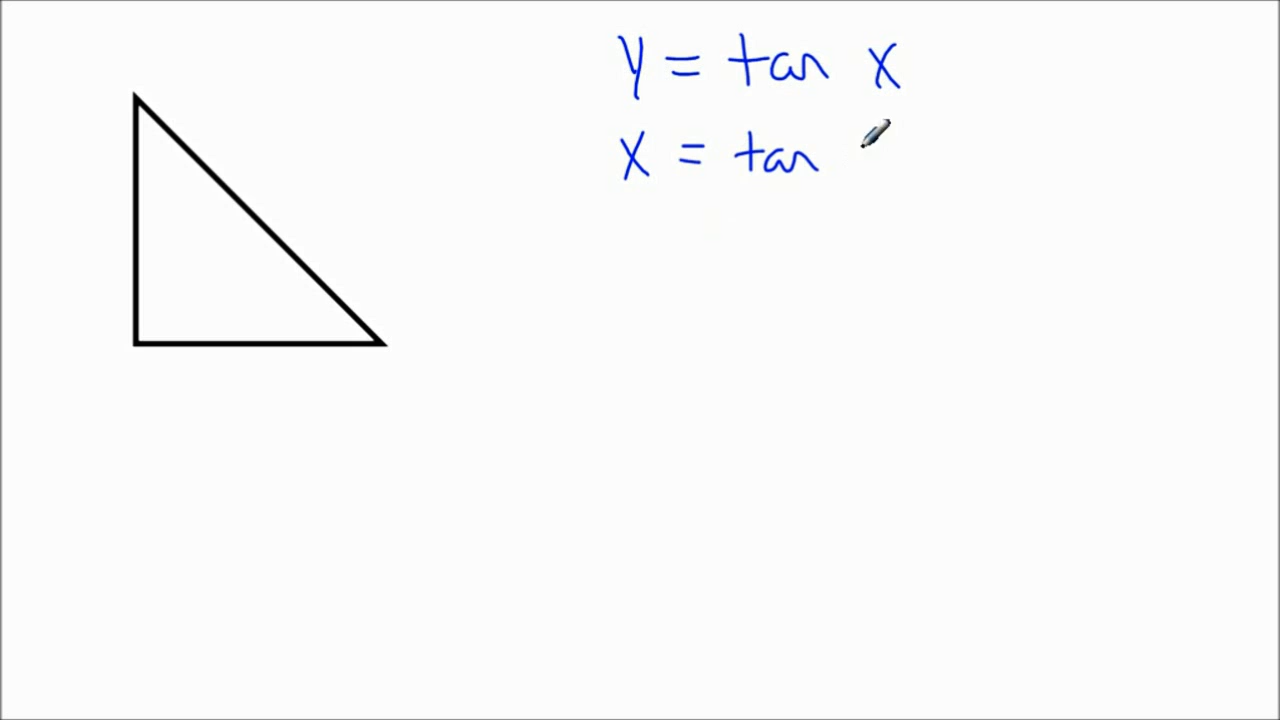 y = tan x
x = tan